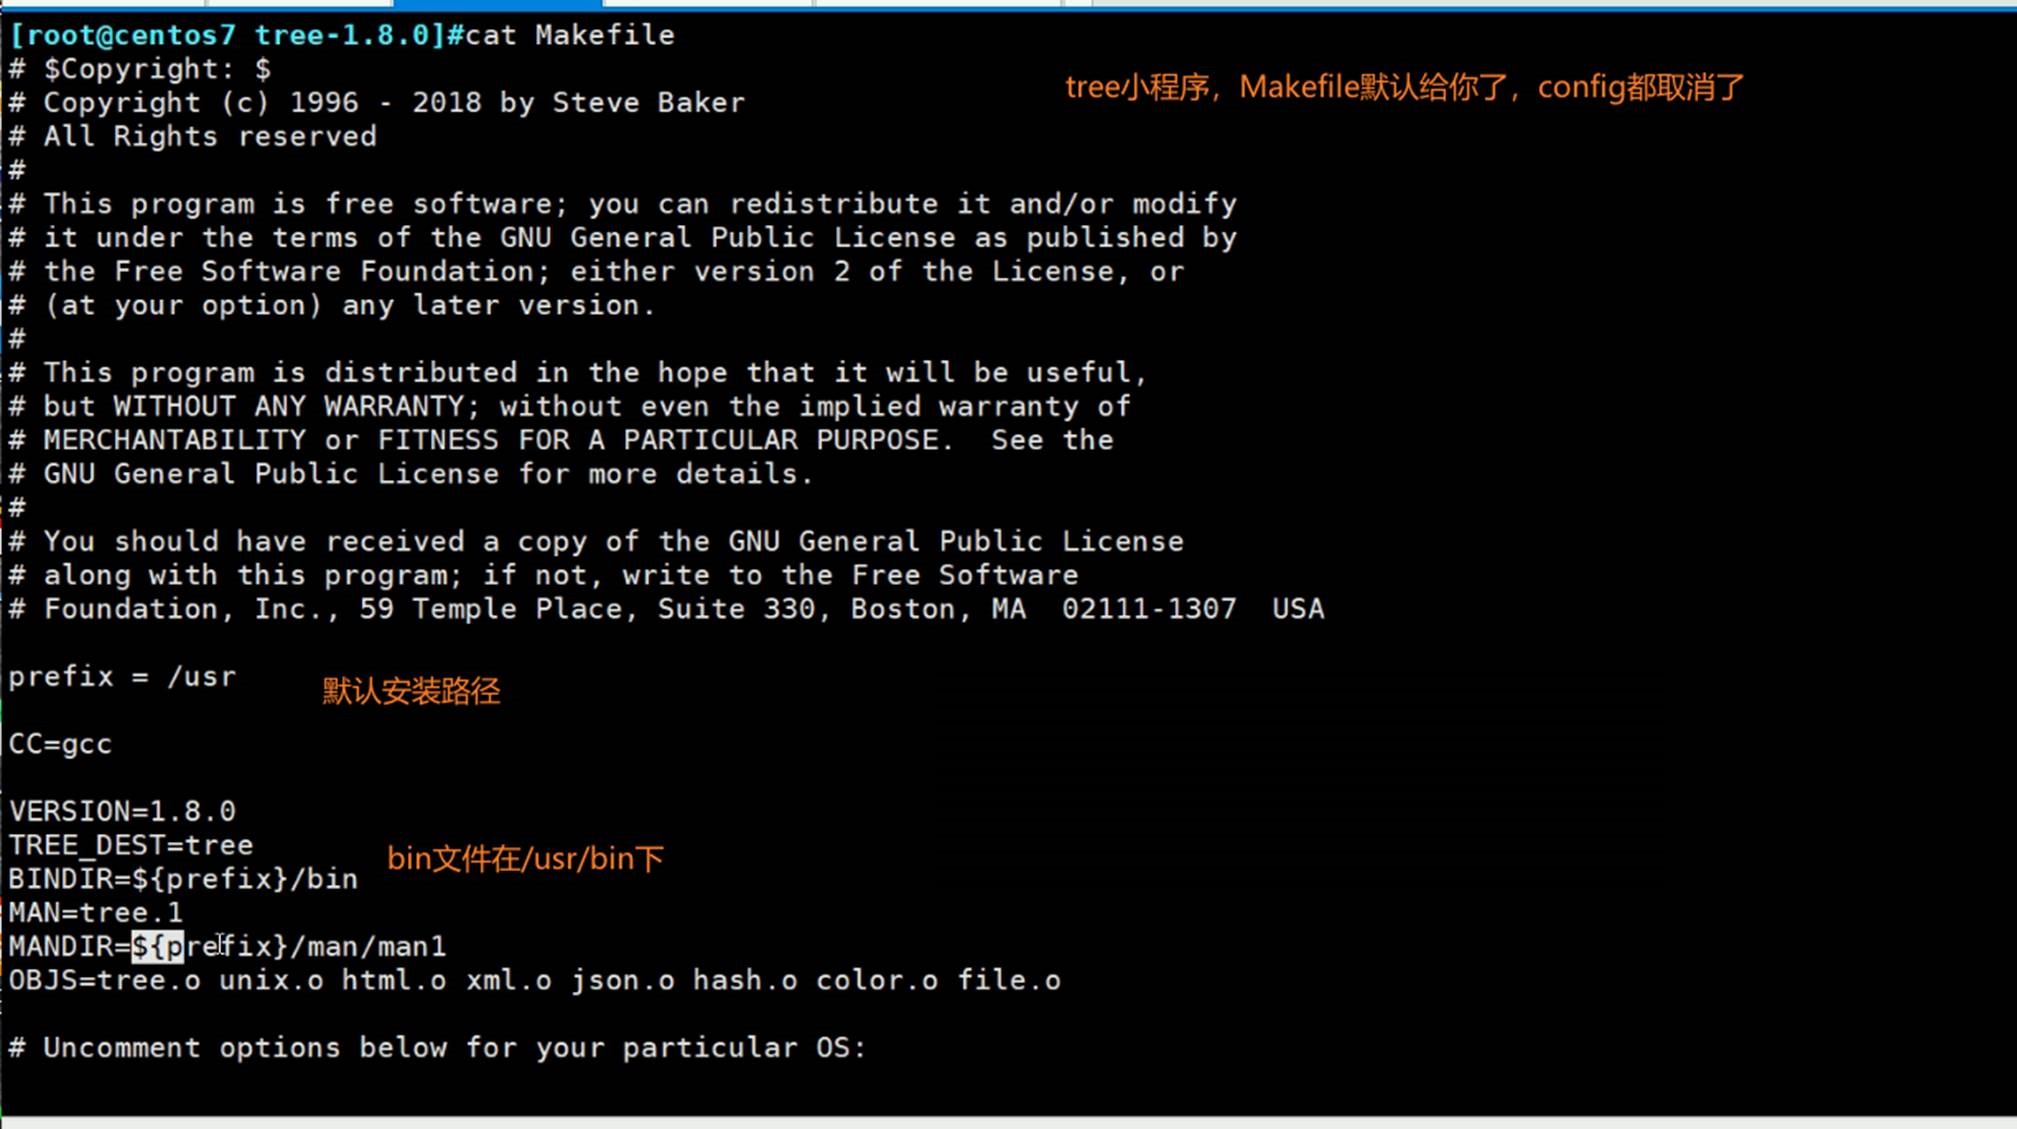 [root@centos7 tree-1.8.0]#cat Makefile
# $Copyright: $
tree小程序，Makefile默认给你了，config都取消了
# Copyright (c) 1996 - 2018 by Steve Baker
# All Rights reserved
#
# This program is free software; you can redistribute it and/or modify
# it under the terms of the GNU General Public License as published by
# the Free Software Foundation; either version 2 of the License, or
# (at your option) any later version.
#
# This program is distributed in the hope that it will be useful,
# but WITHOUT ANY WARRANTY; without even the implied warranty of
# MERCHANTABILITY or FITNESS FOR A PARTICULAR PURPOSE.  See the
# GNU General Public License for more details.
#
# You should have received a copy of the GNU General Public License
# along with this program; if not, write to the Free Software
# Foundation, Inc., 59 Temple Place, Suite 330, Boston, MA  02111-1307  USA
prefix = /usr
默认安装路径
CC=gcc
VERSION=1.8.0
TREE_DEST=tree
bin文件在/usr/bin下
BINDIR=${prefix}/bin
MAN=tree.1
MANDIR=${prefix}/man/man1
OBJS=tree.o unix.o html.o xml.o json.o hash.o color.o file.o
# Uncomment options below for your particular OS: